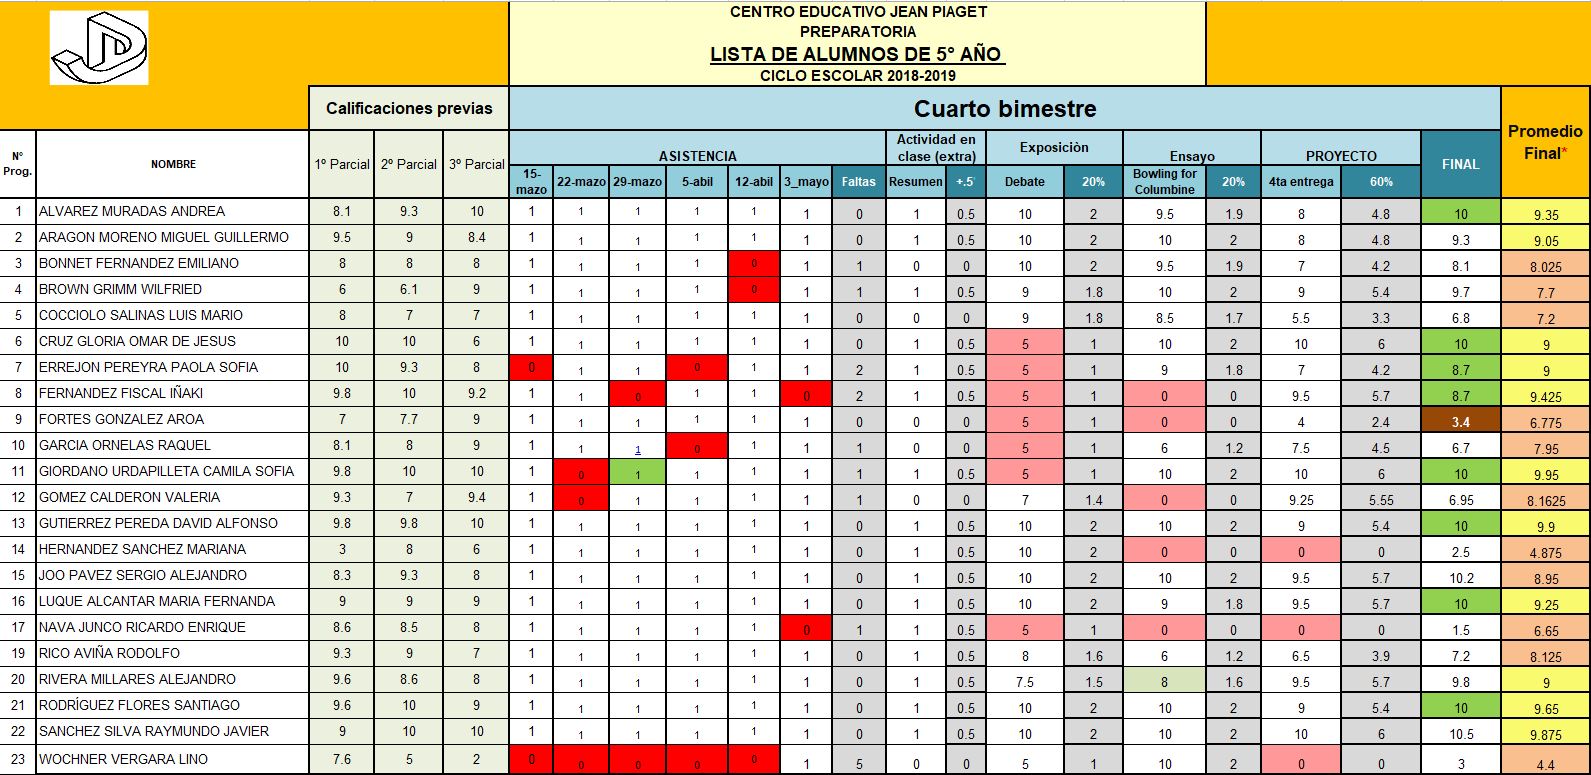 CENTRO EDUCATIVO JEAN PIAGET
PREPARATORIA
LISTA DE ALUMNOS DE 5° AÑO
CICLO ESCOLAR 2018-2019
Calificaciones previas Cuarto bimestre Promedio Final*
N° Prog. NOMBRE 1º Parcial 2º Parcial 3º Parcial ASISTENCIA Actividad en clase (extra) Exposiciòn Ensayo PROYECTO FINAL
15-mazo 22-mazo 29-mazo 5-abil 12-abil 3_mayo Faltas Resumen +.5' Debate 20% Bowling for Columbine 20% 4ta entrega 60%
1 ALVAREZ MURADAS ANDREA 8.1 9.3 10 1 1 1 1 1 1 0 1 0.5 10 2 9.5 1.9 8 4.8 10 9.35
2 ARAGON MORENO MIGUEL GUILLERMO 9.5 9 8.4 1 1 1 1 1 1 0 1 0.5 10 2 10 2 8 4.8 9.3 9.05
3 BONNET FERNANDEZ EMILIANO 8 8 8 1 1 1 1 0 1 1 0 0 10 2 9.5 1.9 7 4.2 8.1 8.025
4 BROWN GRIMM WILFRIED 6 6.1 9 1 1 1 1 0 1 1 1 0.5 9 1.8 10 2 9 5.4 9.7 7.7
5 COCCIOLO SALINAS LUIS MARIO 8 7 7 1 1 1 1 1 1 0 0 0 9 1.8 8.5 1.7 5.5 3.3 6.8 7.2
6 CRUZ GLORIA OMAR DE JESUS 10 10 6 1 1 1 1 1 1 0 1 0.5 5 1 10 2 10 6 10 9
7 ERREJON PEREYRA PAOLA SOFIA 10 9.3 8 0 1 1 0 1 1 2 1 0.5 5 1 9 1.8 7 4.2 8.7 9
8 FERNANDEZ FISCAL IÑAKI 9.8 10 9.2 1 1 0 1 1 0 2 1 0.5 5 1 0 0 9.5 5.7 8.7 9.425
9 FORTES GONZALEZ AROA 7 7.7 9 1 1 1 1 1 1 0 0 0 5 1 0 0 4 2.4 3.4 6.775
10 GARCIA ORNELAS RAQUEL 8.1 8 9 1 1 1 0 1 1 1 0 0 5 1 6 1.2 7.5 4.5 6.7 7.95
11 GIORDANO URDAPILLETA CAMILA SOFIA 9.8 10 10 1 0 1 1 1 1 1 1 0.5 5 1 10 2 10 6 10 9.95
12 GOMEZ CALDERON VALERIA 9.3 7 9.4 1 0 1 1 1 1 1 0 0 7 1.4 0 0 9.25 5.55 6.95 8.1625
13 GUTIERREZ PEREDA DAVID ALFONSO 9.8 9.8 10 1 1 1 1 1 1 0 1 0.5 10 2 10 2 9 5.4 10 9.9
14 HERNANDEZ SANCHEZ MARIANA 3 8 6 1 1 1 1 1 1 0 1 0.5 10 2 0 0 0 0 2.5 4.875
15 JOO PAVEZ SERGIO ALEJANDRO 8.3 9.3 8 1 1 1 1 1 1 0 1 0.5 10 2 10 2 9.5 5.7 10.2 8.95
16 LUQUE ALCANTAR MARIA FERNANDA 9 9 9 1 1 1 1 1 1 0 1 0.5 10 2 9 1.8 9.5 5.7 10 9.25
17 NAVA JUNCO RICARDO ENRIQUE 8.6 8.5 8 1 1 1 1 1 0 1 1 0.5 5 1 0 0 0 0 1.5 6.65
19 RICO AVIÑA RODOLFO 9.3 9 7 1 1 1 1 1 1 0 1 0.5 8 1.6 6 1.2 6.5 3.9 7.2 8.125
20 RIVERA MILLARES ALEJANDRO 9.6 8.6 8 1 1 1 1 1 1 0 1 0.5 7.5 1.5 8 1.6 9.5 5.7 9.8 9
21 RODRÍGUEZ FLORES SANTIAGO 9.6 10 9 1 1 1 1 1 1 0 1 0.5 10 2 10 2 9 5.4 10 9.65
22 SANCHEZ SILVA RAYMUNDO JAVIER 9 10 10 1 1 1 1 1 1 0 1 0.5 10 2 10 2 10 6 10.5 9.875
23 WOCHNER VERGARA LINO 7.6 5 2 0 0 0 0 0 1 5 0 0 5 1 10 2 0 0 3 4.4